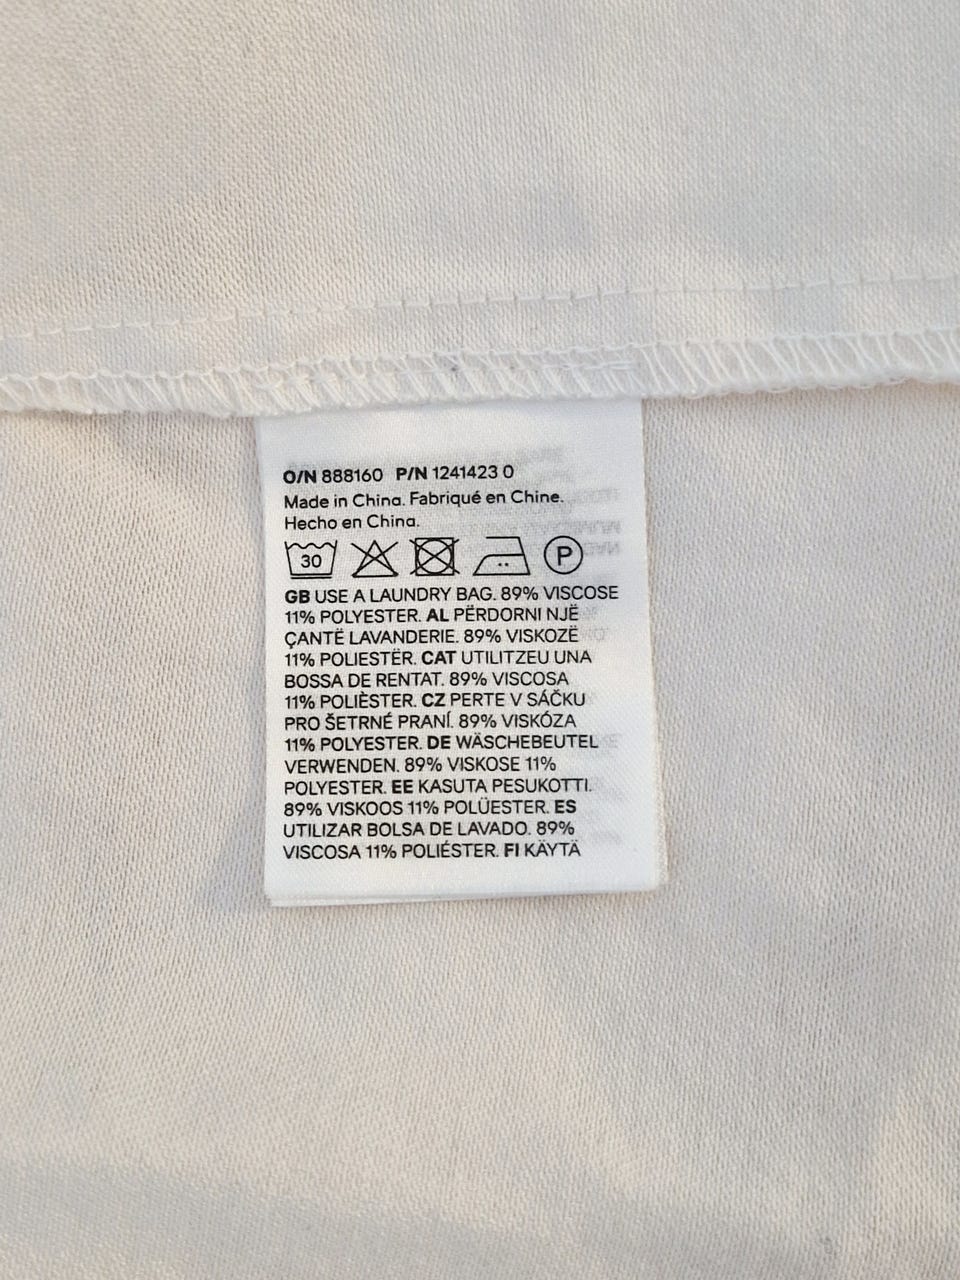 O/N 888160 P/N 1241423 0
Made in China. Fabriqué en Chine.
Hecho en China.
30 P
GB USE A LAUNDRY BAG. 89% VISCOSE
11% POLYESTER. AL PËRDORNI NJË
ÇANTË LAVANDERIE. 89% VISKOZË
11% POLIESTËR. CAT UTILITZEU UNA
BOSSA DE RENTAT. 89% VISCOSA
11% POLIÈSTER. CZ PERTE V SÁČKU
PRO ŠETRNÉ PRANÍ. 89% VISKÓZA
11% POLYESTER. DE WÄSCHEBEUTEL
VERWENDEN. 89% VISKOSE 11%
POLYESTER. EE KASUTA PESUKOTTI.
89% VISKOOS 11% POLÜESTER. ES
UTILIZAR BOLSA DE LAVADO. 89%
VISCOSA 11% POLIÉSTER. FI KÄYTÄ